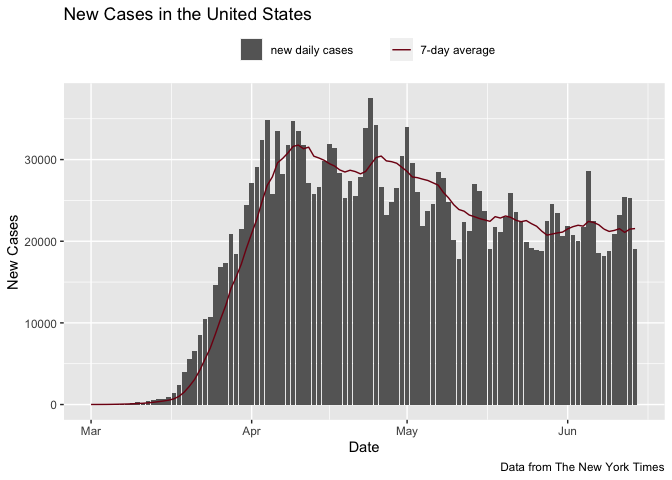 New Cases in the United States
new daily cases
7-day average
New Cases
30000
20000
10000
0
Mar
Apr
May
Jun
Date
Data from The New York Times